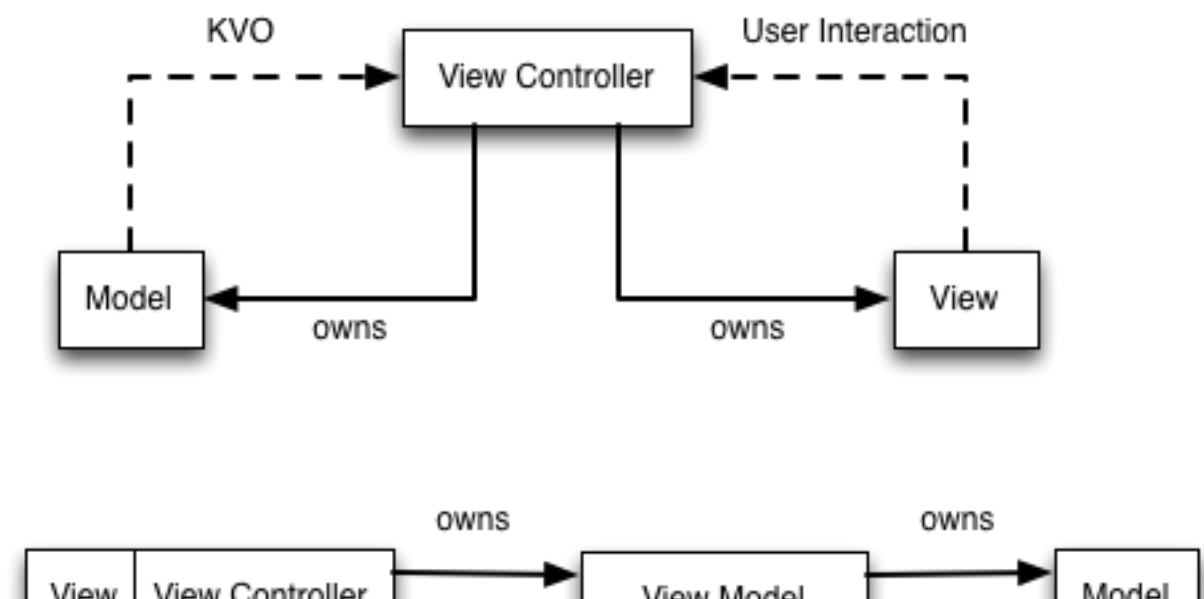 KVO
User Interaction
View Controller
Model
View
owns
owns
owns
owns
View
View Controller
View Model
Model